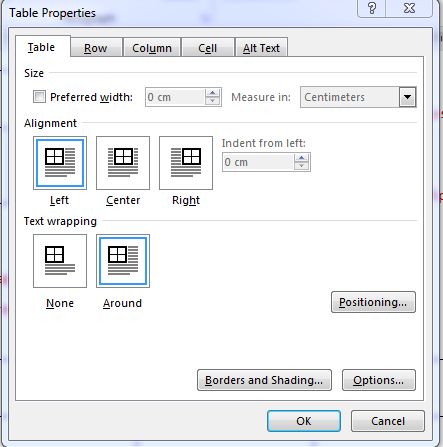 Table Properties
Table Row Column Cell Alt Text
Size
Preferred width: 0 cm Measure in: Centimeters
Alignment
Indent from left:
0 cm
Left Center Right
Text wrapping
None Around
Positioning...
Borders and Shading... Options...
OK Cancel